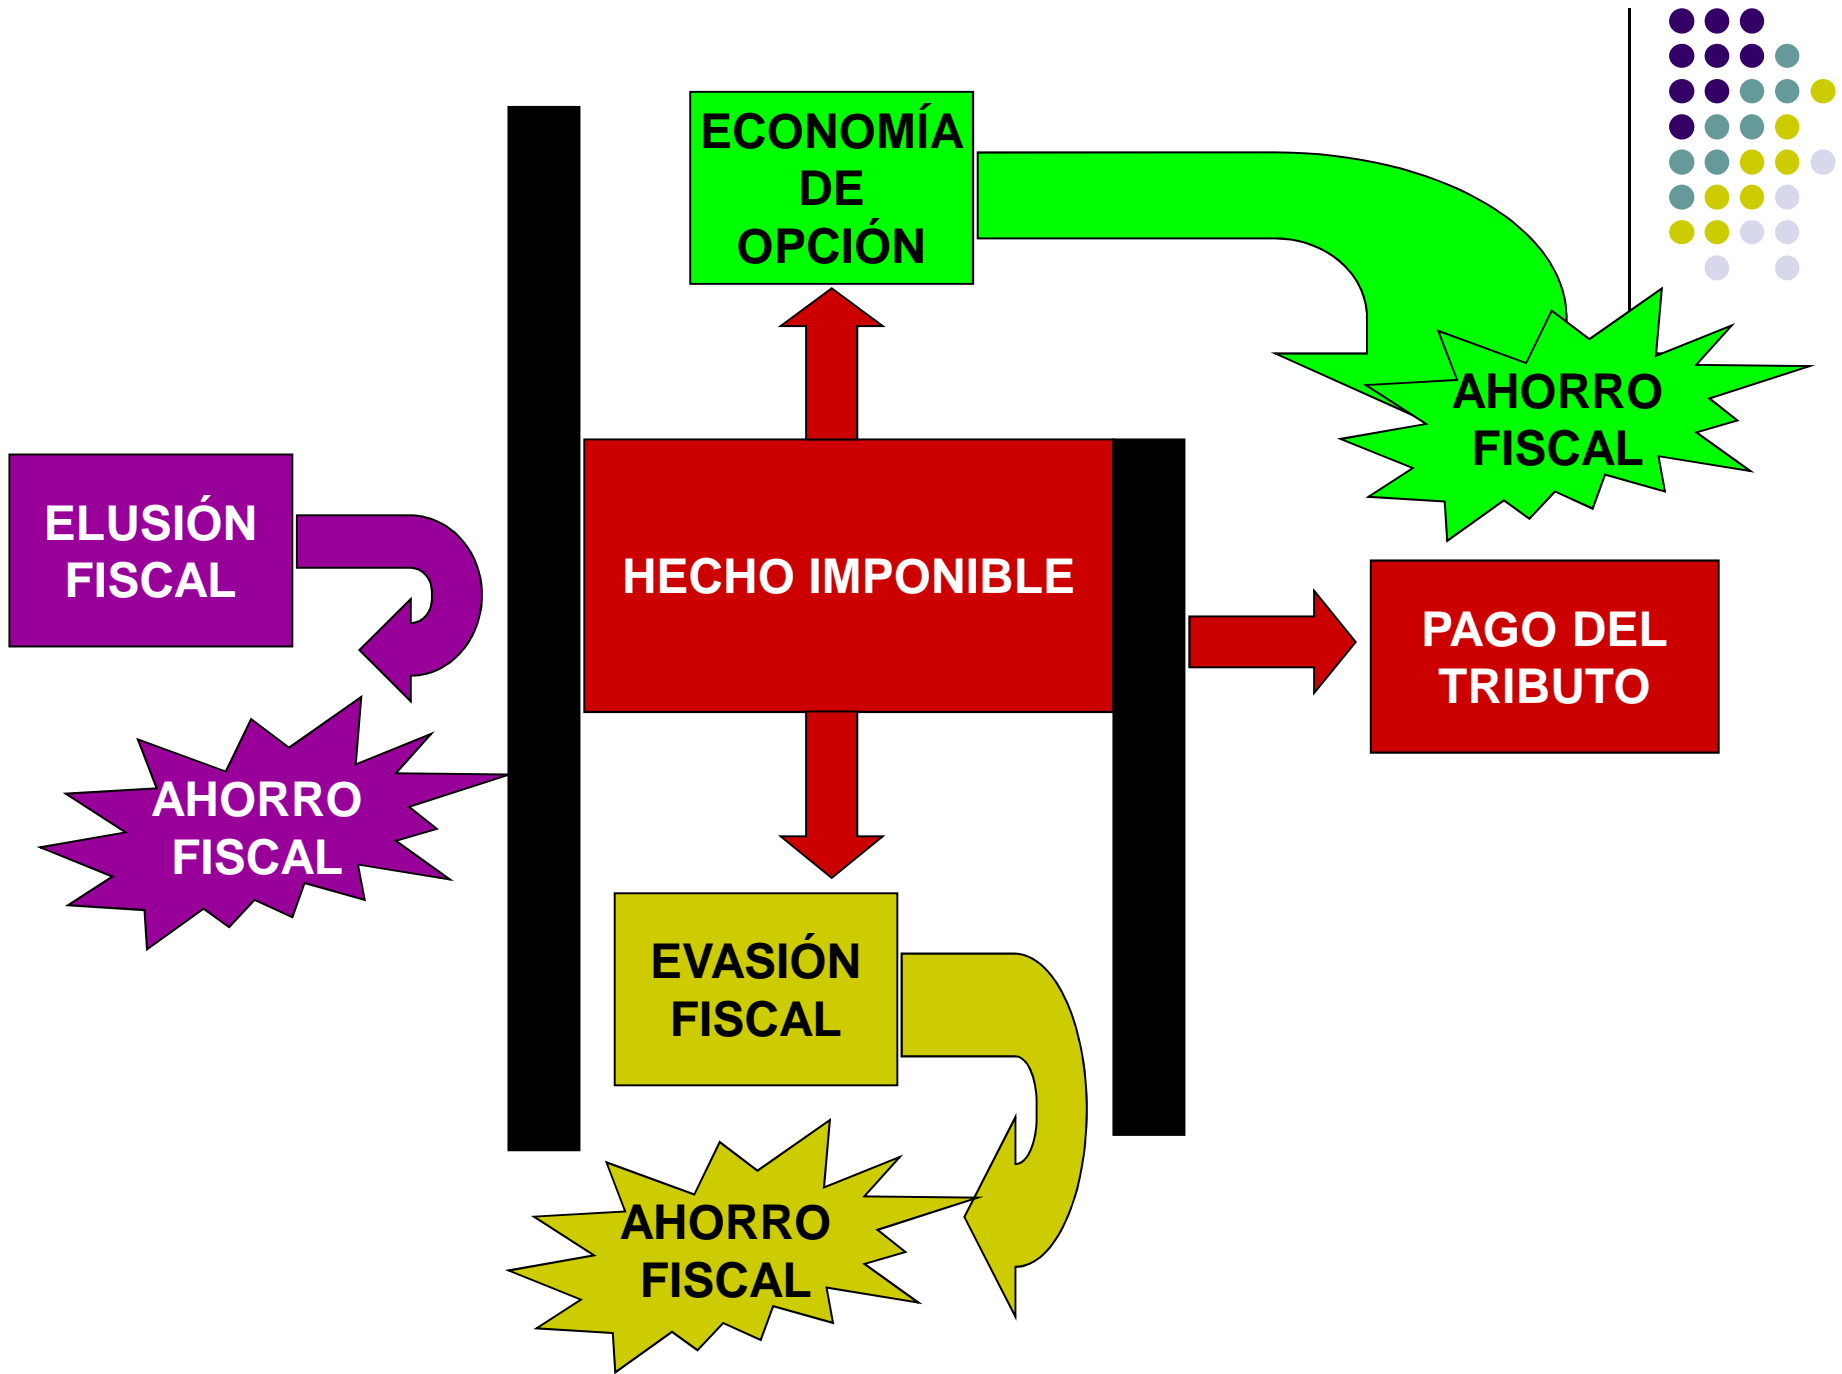 ECONOMÍA
DE
OPCIÓN
AHORRO
FISCAL
ELUSIÓN
FISCAL
HECHO IMPONIBLE
PAGO DEL
TRIBUTO
AHORRO
FISCAL
EVASIÓN
FISCAL
AHORRO
FISCAL